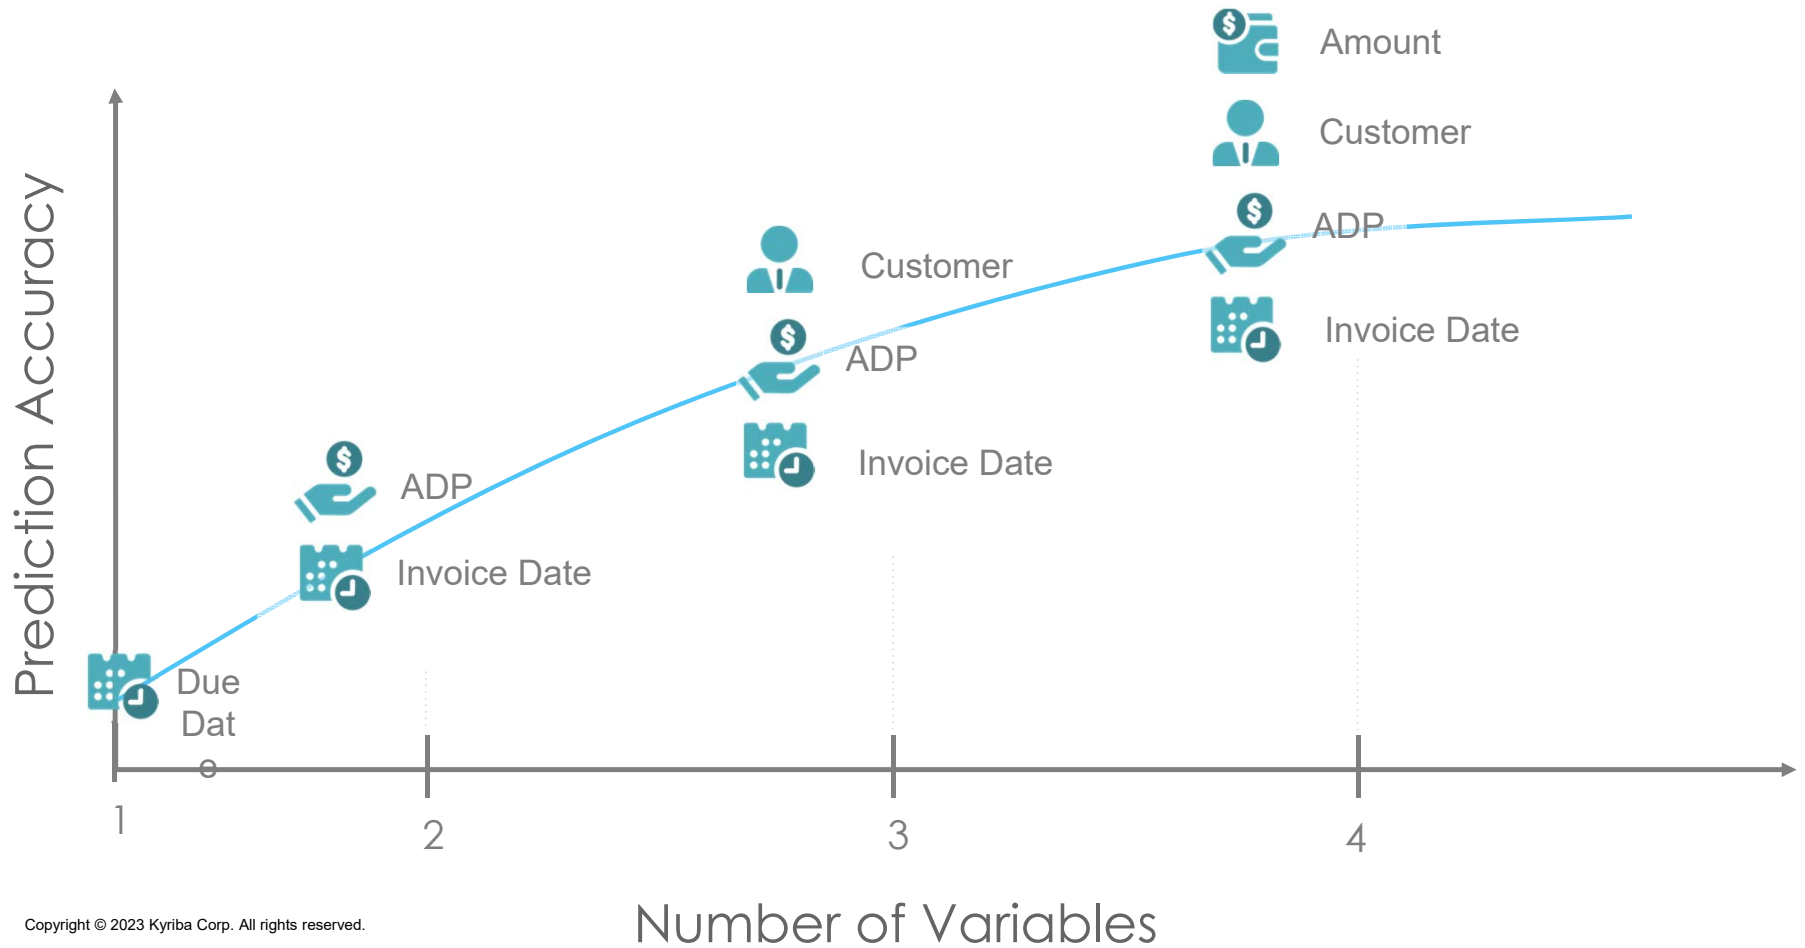 Amount
Customer
ADP
Invoice Date
Customer
ADP
Invoice Date
ADP
Invoice Date
Due
Dat
e
Prediction Accuracy
1
2
3
4
Number of Variables
Copyright © 2023 Kyriba Corp. All rights reserved.